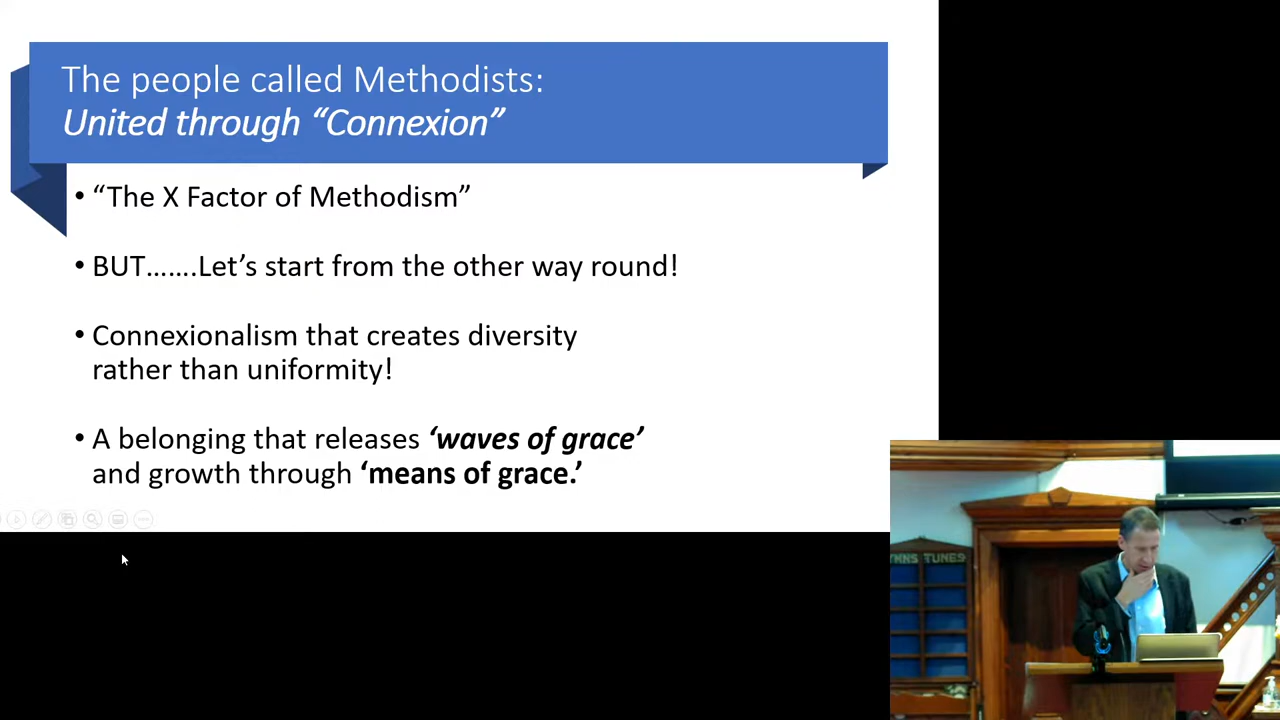 The people called Methodists:
United through “Connexion”
• “The X Factor of Methodism”
• BUT…….Let’s start from the other way round!
• Connexionalism that creates diversity
rather than uniformity!
• A belonging that releases ‘waves of grace’
and growth through ‘means of grace.’
TUNES